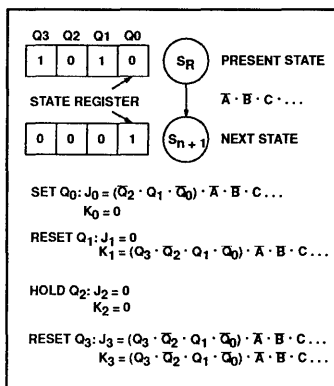 Q3 Q2 Q1 Q0
1 0 1 0 S_R PRESENT STATE
STATE REGISTER A̅ · B̅ · C · ...
0 0 0 1 S_{n+1} NEXT STATE
SET Q₀: J₀ = (Q̅₂ · Q₁ · Q̅₀) · A̅ · B̅ · C ...
K₀ = 0
RESET Q₁: J₁ = 0
K₁ = (Q₃ · Q̅₂ · Q₁ · Q̅₀) · A̅ · B̅ · C ...
HOLD Q₂: J₂ = 0
K₂ = 0
RESET Q₃: J₃ = (Q₃ · Q̅₂ · Q₁ · Q̅₀) · A̅ · B̅ · C ...
K₃ = (Q₃ · Q̅₂ · Q₁ · Q̅₀) · A̅ · B̅ · C ...